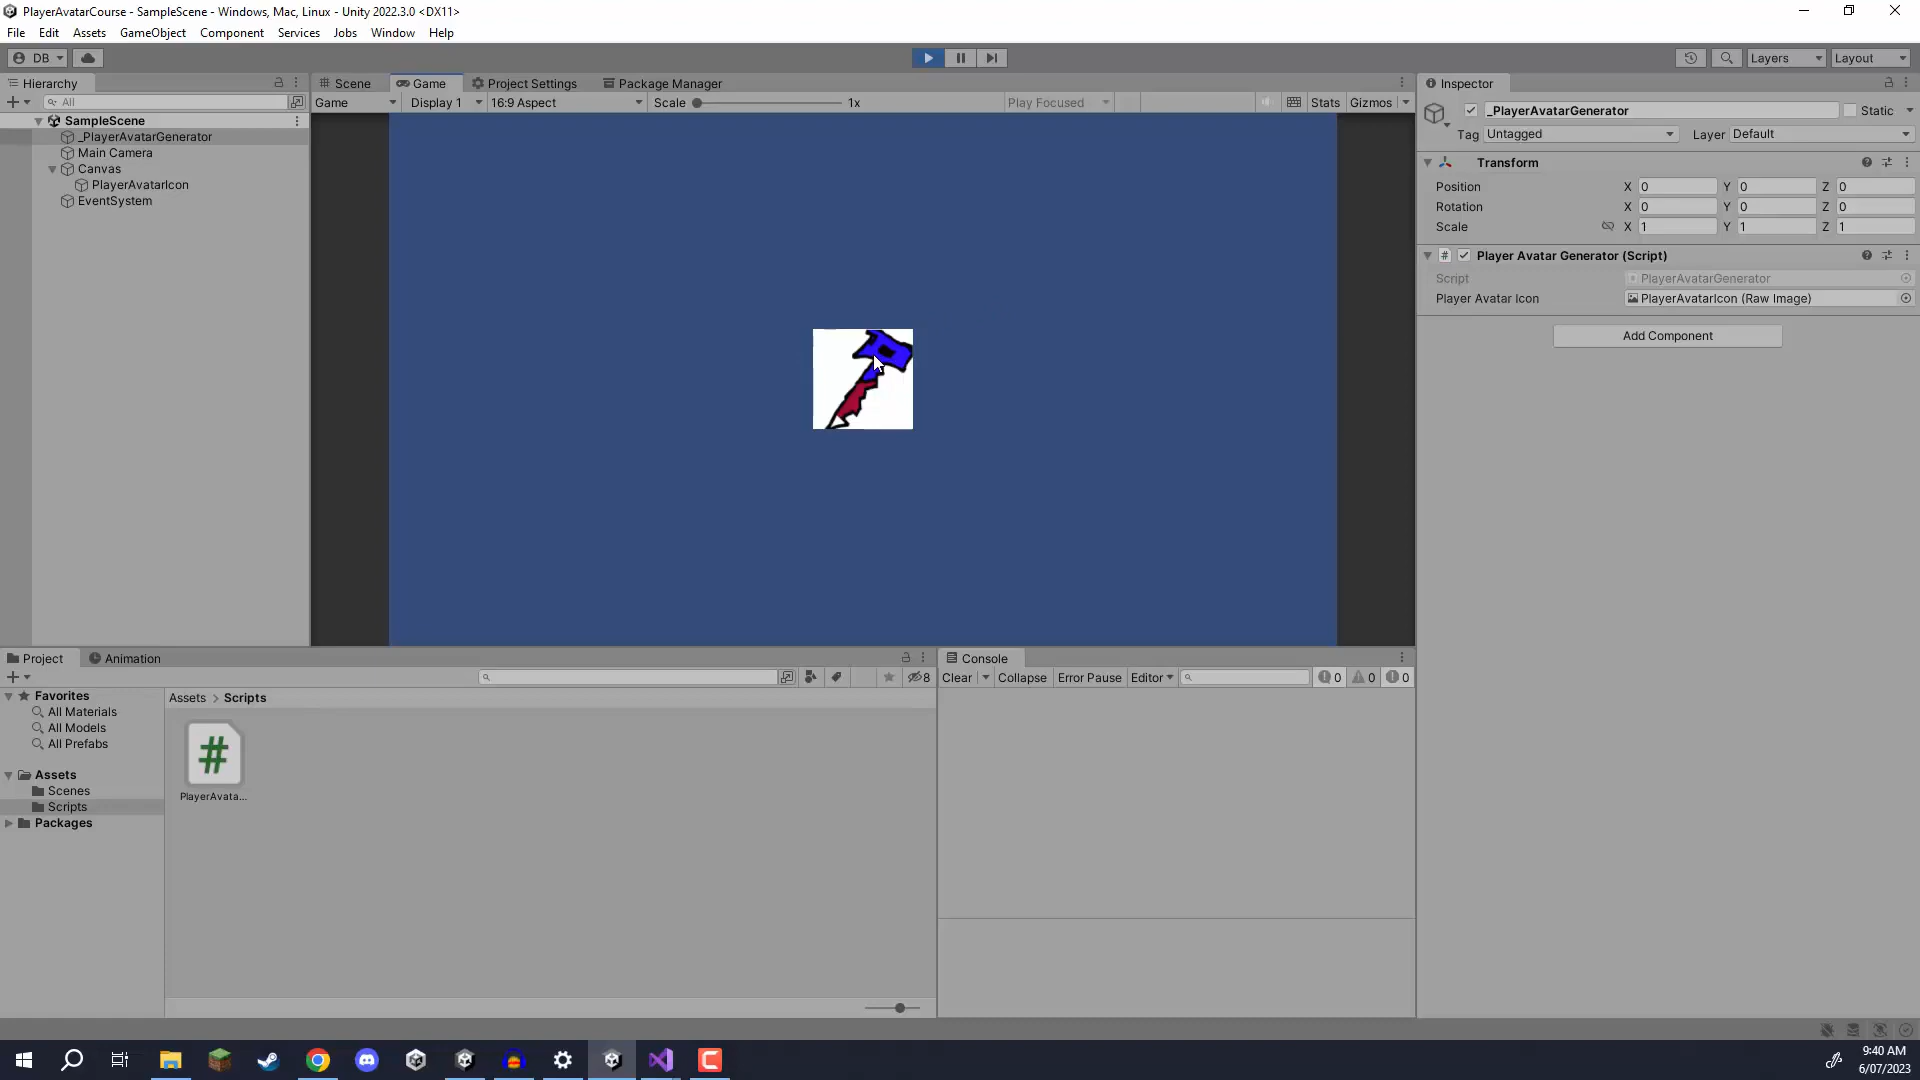 PlayerAvatarCourse - SampleScene - Windows, Mac, Linux - Unity 2022.3.0 <DX11>
File Edit Assets GameObject Component Services Jobs Window Help
DB Layers Layout
Hierarchy Scene Game Project Settings Package Manager Inspector
All Game Display 1 16:9 Aspect Scale 1x Play Focused Stats Gizmos
_PlayerAvatarGenerator Static
SampleScene
_PlayerAvatarGenerator
Main Camera
Canvas
PlayerAvatarIcon
EventSystem
Tag Untagged Layer Default
Transform
Position X 0 Y 0 Z 0
Rotation X 0 Y 0 Z 0
Scale X 1 Y 1 Z 1
# Player Avatar Generator (Script)
Script PlayerAvatarGenerator
Player Avatar Icon PlayerAvatarIcon (Raw Image)
Add Component
Project Animation Console
8 Clear Collapse Error Pause Editor 0 0 0
Favorites
All Materials
All Models
All Prefabs
Assets
Scenes
Scripts
Packages
Assets > Scripts
#
PlayerAvata...
9:40 AM
6/07/2023